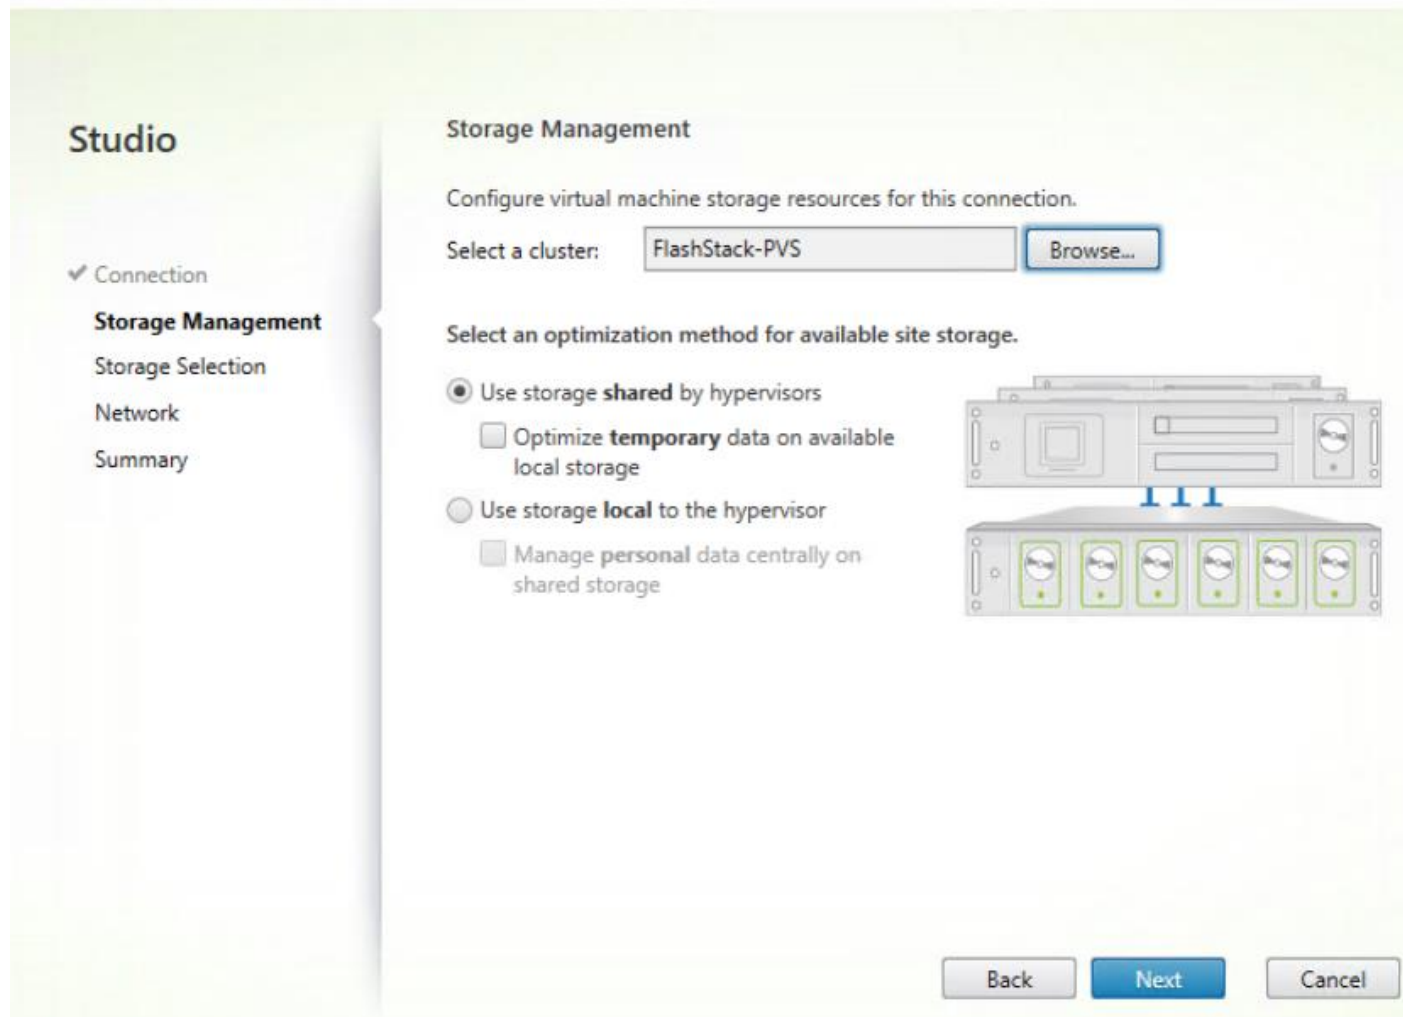 Studio
Connection
Storage Management
Storage Selection
Network
Summary
Storage Management
Configure virtual machine storage resources for this connection.
Select a cluster: FlashStack-PVS Browse...
Select an optimization method for available site storage.
Use storage shared by hypervisors
Optimize temporary data on available
local storage
Use storage local to the hypervisor
Manage personal data centrally on
shared storage
Back Next Cancel